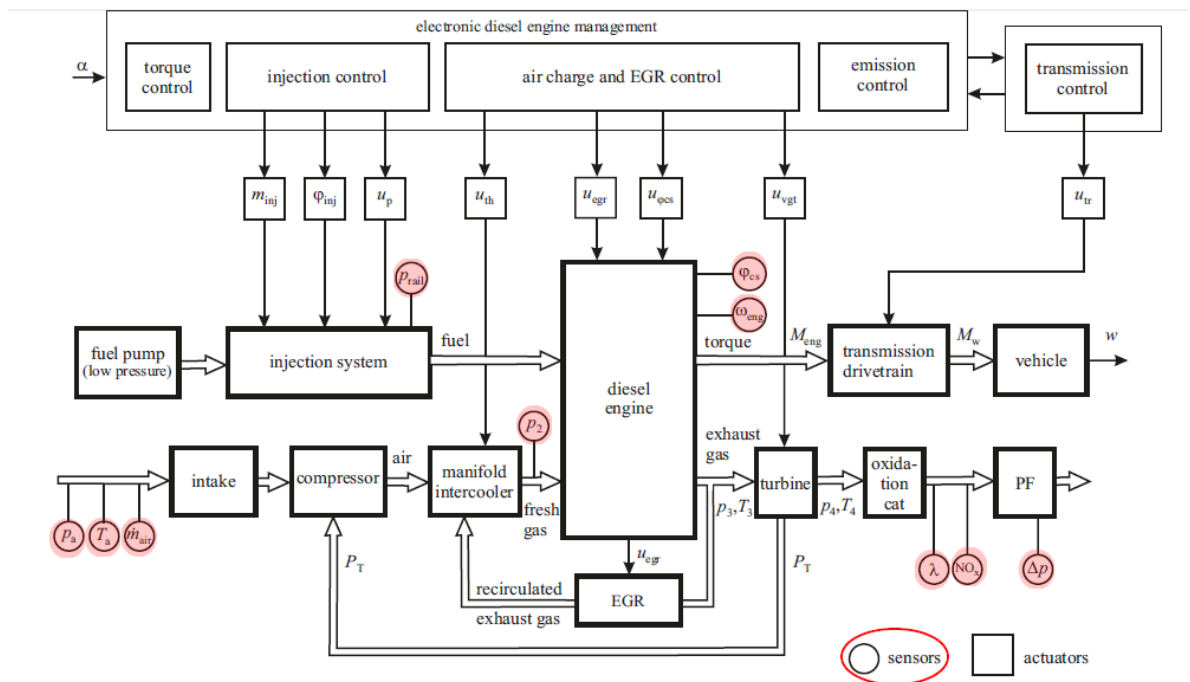 electronic diesel engine management
α
torque
control
injection control
air charge and EGR control
emission
control
transmission
control
m_inj
φ_inj
u_p
u_th
u_egr
u_φcs
u_vgt
u_tr
p_rail
φ_cs
ω_eng
fuel pump
(low pressure)
injection system
fuel
diesel
engine
torque
M_eng
transmission
drivetrain
M_w
vehicle
w
p_2
exhaust
gas
intake
compressor
air
manifold
intercooler
fresh
gas
p_3,T_3
turbine
p_4,T_4
oxida-
tion
cat
PF
p_a
T_a
ṁ_air
P_T
u_egr
P_T
λ
NO_x
Δp
recirculated
exhaust gas
EGR
sensors
actuators